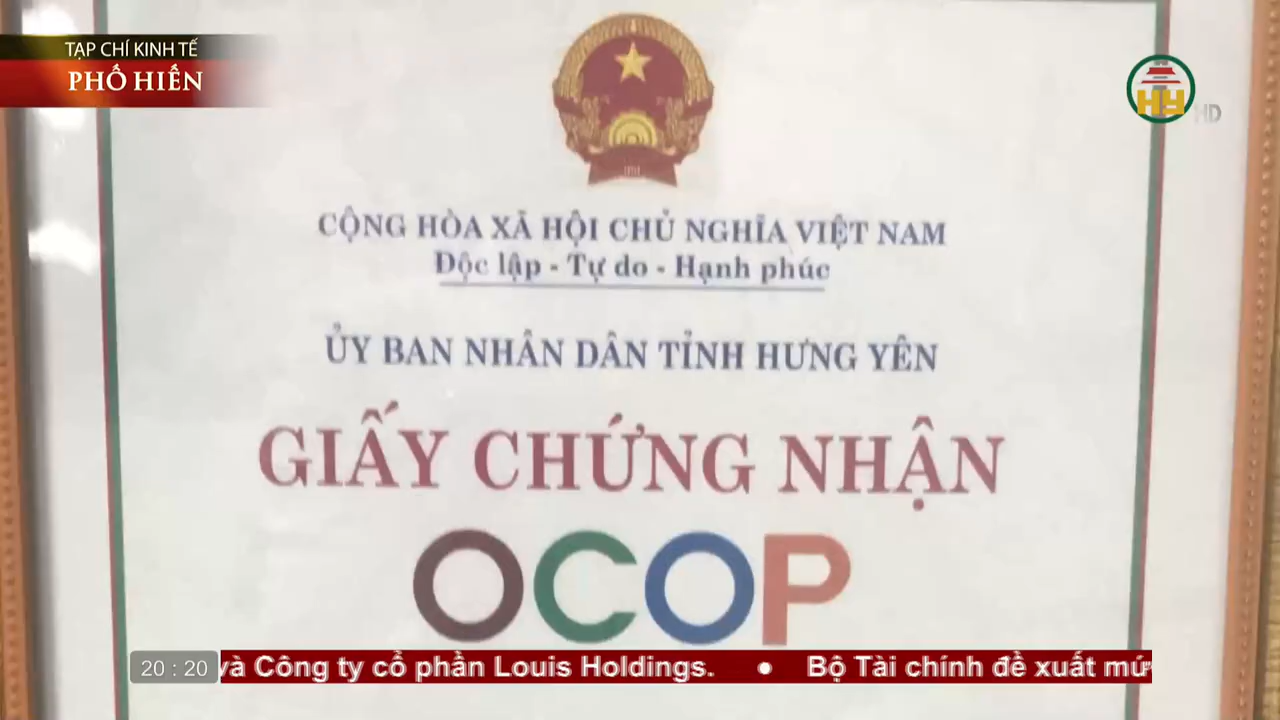 TẠP CHÍ KINH TẾ
PHỐ HIẾN
HY HD
CỘNG HÒA XÃ HỘI CHỦ NGHĨA VIỆT NAM
Độc lập - Tự do - Hạnh phúc
ỦY BAN NHÂN DÂN TỈNH HƯNG YÊN
GIẤY CHỨNG NHẬN
OCOP
20 : 20 và Công ty cổ phần Louis Holdings. ● Bộ Tài chính đề xuất